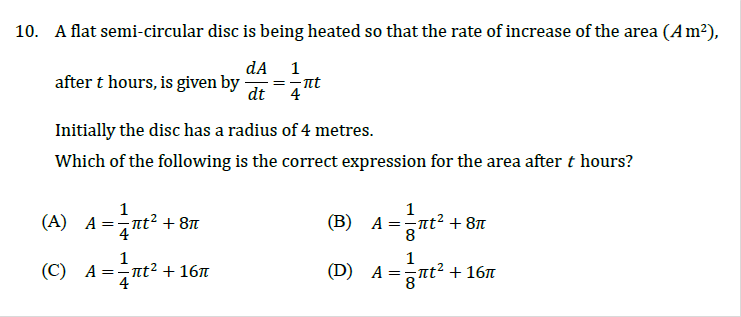 10. A flat semi-circular disc is being heated so that the rate of increase of the area (A m²),
after t hours, is given by dA/dt = 1/4 πt
Initially the disc has a radius of 4 metres.
Which of the following is the correct expression for the area after t hours?
(A) A = 1/4 πt² + 8π (B) A = 1/8 πt² + 8π
(C) A = 1/4 πt² + 16π (D) A = 1/8 πt² + 16π